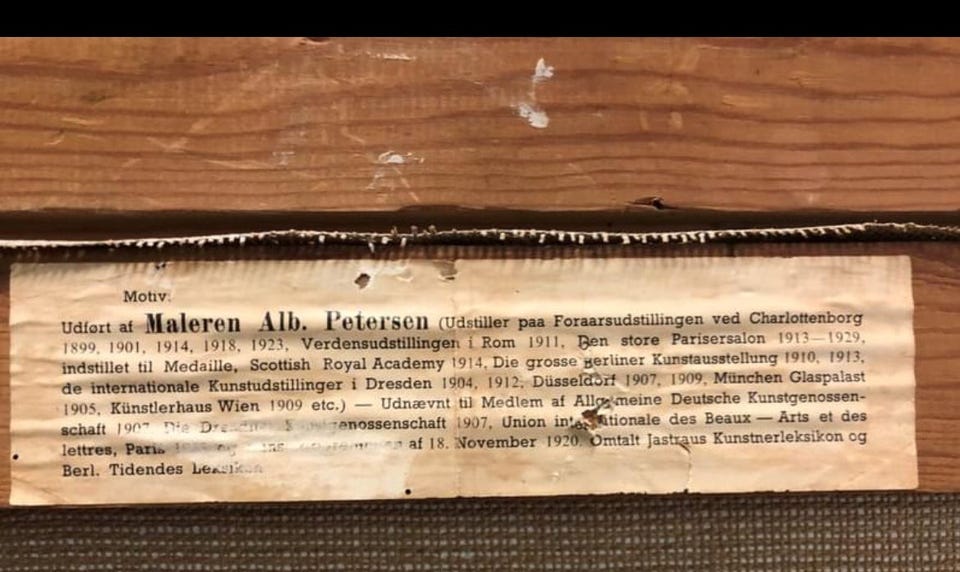 Motiv:
Udført af Maleren Alb. Petersen (Udstiller paa Foraarsudstillingen ved Charlottenborg
1899, 1901, 1914, 1918, 1923, Verdensudstillingen i Rom 1911, Den store Parisersalon 1913—1929,
indstillet til Medaille, Scottish Royal Academy 1914, Die grosse Berliner Kunstausstellung 1910, 1913,
de internationale Kunstudstillinger i Dresden 1904, 1912, Düsseldorf 1907, 1909, München Glaspalast
1905, Künstlerhaus Wien 1909 etc.) — Udnævnt til Medlem af Allgemeine Deutsche Kunstgenossen-
schaft 1907, Die Kunstgenossenschaft 1907, Union internationale des Beaux — Arts et des
lettres, Paris af 18. November 1920. Omtalt Jastraus Kunstnerleksikon og
Berl. Tidendes Leksikon